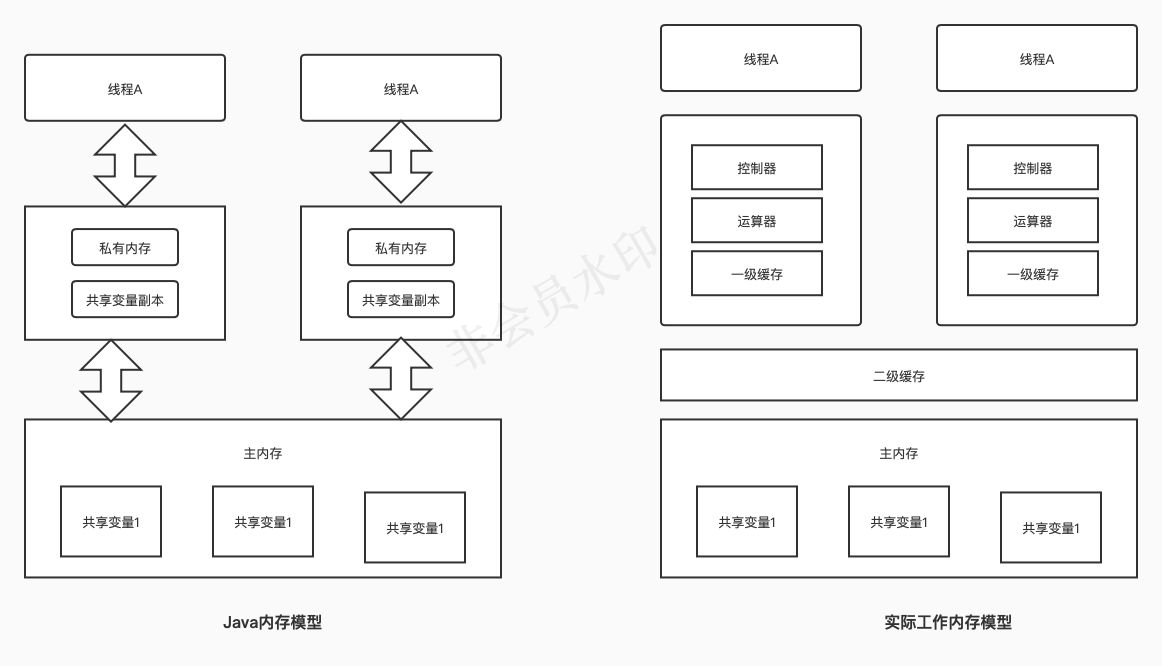 线程A
线程A
私有内存
共享变量副本
私有内存
共享变量副本
主内存
共享变量1
共享变量1
共享变量1
Java内存模型
线程A
线程A
控制器
运算器
一级缓存
控制器
运算器
一级缓存
二级缓存
主内存
共享变量1
共享变量1
共享变量1
实际工作内存模型
非会员水印